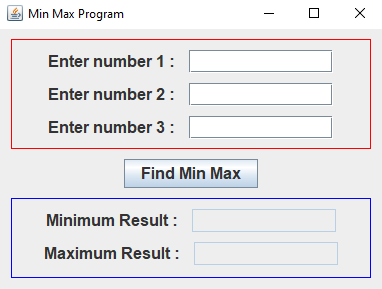 Min Max Program
Enter number 1 :
Enter number 2 :
Enter number 3 :
Find Min Max
Minimum Result :
Maximum Result :